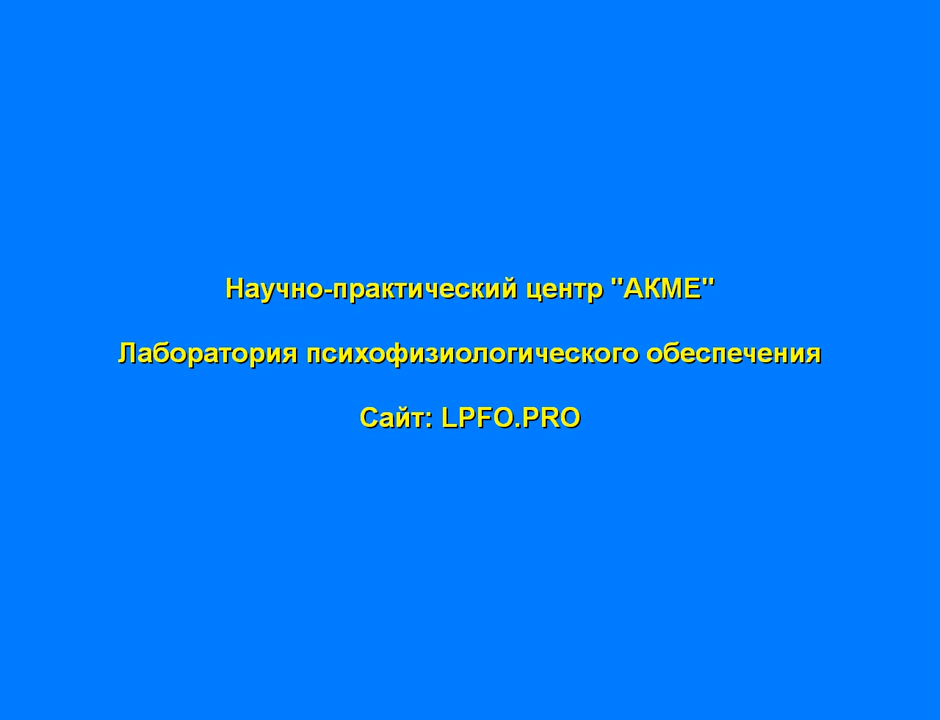 Научно-практический центр "АКМЕ"
Лаборатория психофизиологического обеспечения
Сайт: LPFO.PRO